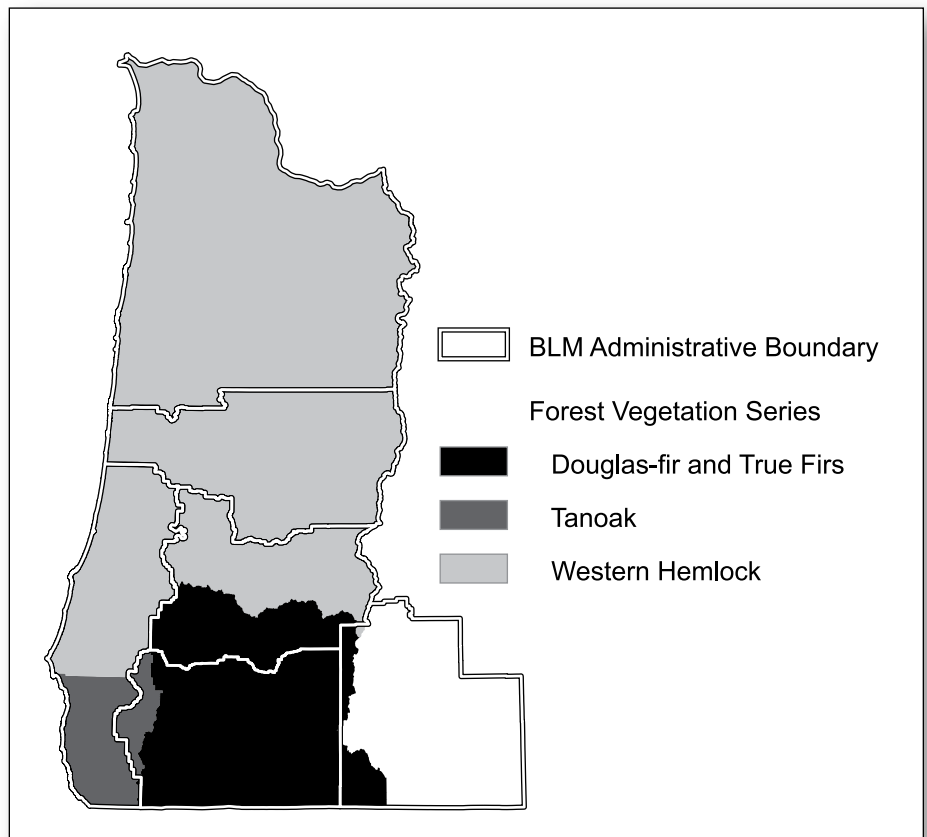 BLM Administrative Boundary
Forest Vegetation Series
Douglas-fir and True Firs
Tanoak
Western Hemlock